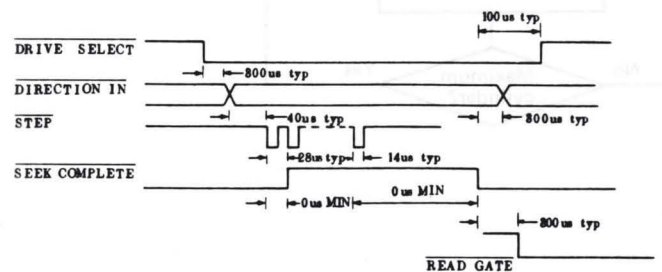 100us typ
DRIVE SELECT
800us typ
DIRECTION IN
40us typ
800us typ
STEP
28us typ
14us typ
SEEK COMPLETE
0us MIN
0us MIN
800us typ
READ GATE